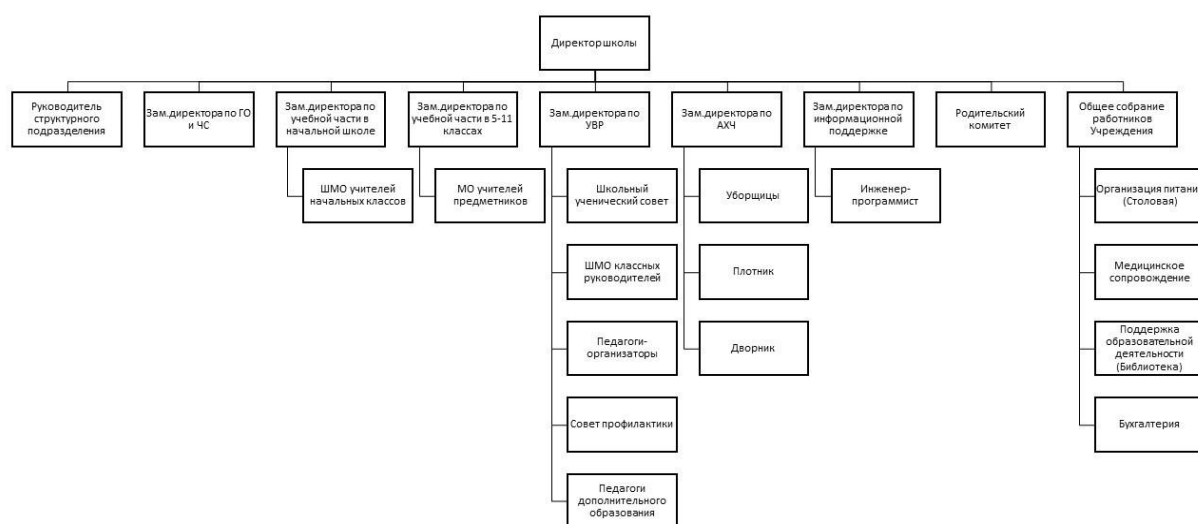 Директор школы
Руководитель
структурного
подразделения
Зам.директора по ГО
и ЧС
Зам.директора по
учебной части в
начальной школе
Зам.директора по
учебной части в 5-11
классах
Зам.директора по
УВР
Зам.директора по
АХЧ
Зам.директора по
информационной
поддержке
Родительский
комитет
Общее собрание
работников
Учреждения
ШМО учителей
начальных классов
МО учителей
предметников
Школьный
ученический совет
Уборщицы
Инженер-
программист
Организация питани
(Столовая)
ШМО классных
руководителей
Плотник
Медицинское
сопровождение
Педагоги-
организаторы
Дворник
Поддержка
образовательной
деятельности
(Библиотека)
Совет профилактики
Бухгалтерия
Педагоги
дополнительного
образования